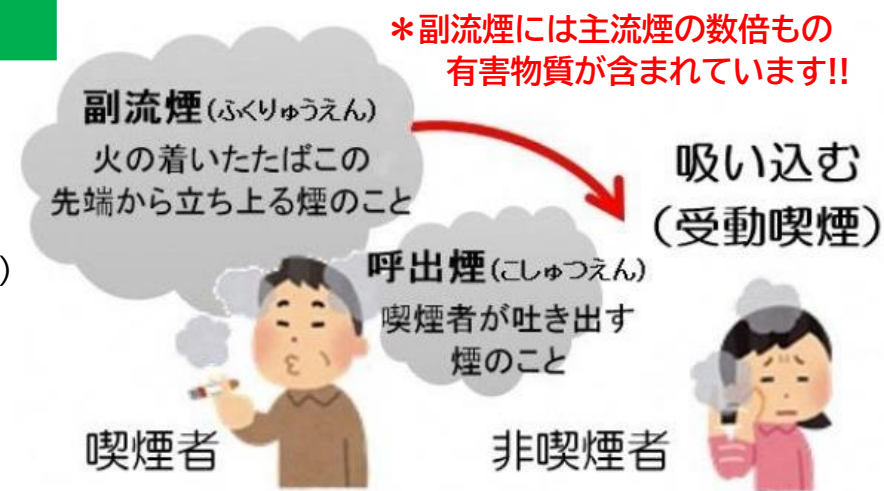 ＊副流煙には主流煙の数倍もの
有害物質が含まれています!!
副流煙(ふくりゅうえん)
火の着いたたばこの
先端から立ち上る煙のこと
吸い込む
（受動喫煙）
)
呼出煙(こしゅつえん)
喫煙者が吐き出す
煙のこと
喫煙者
非喫煙者